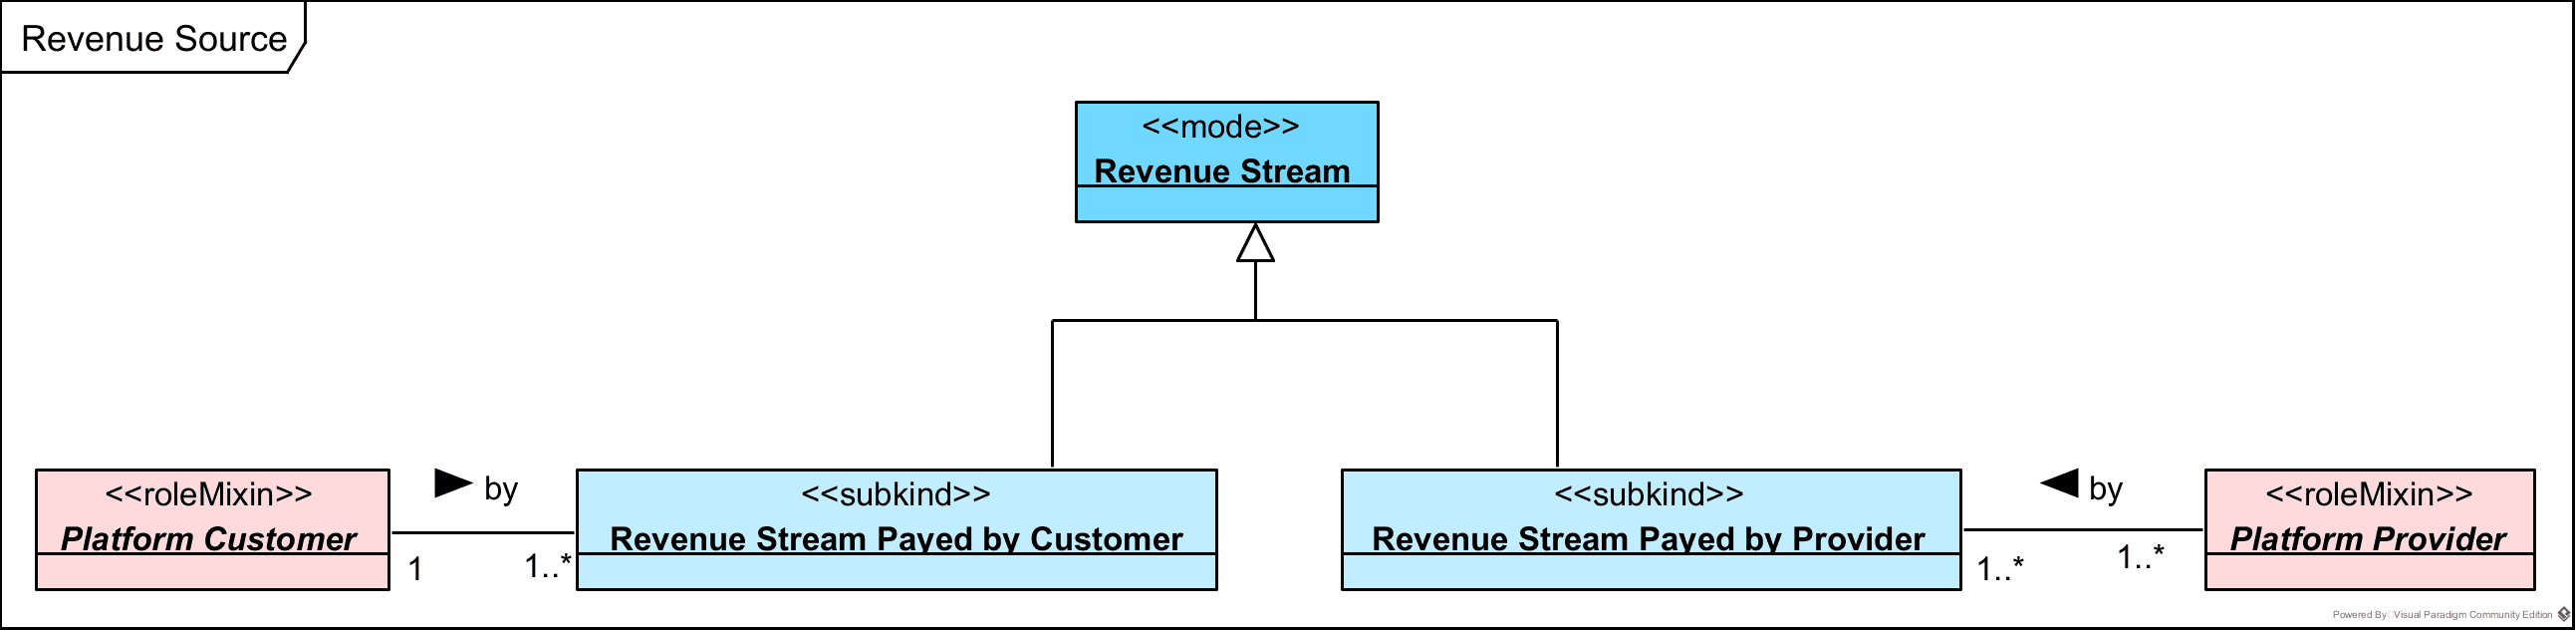 Revenue Source
<<mode>>
Revenue Stream
<<roleMixin>>
Platform Customer
by
1
1..*
<<subkind>>
Revenue Stream Payed by Customer
<<subkind>>
Revenue Stream Payed by Provider
by
1..*
1..*
<<roleMixin>>
Platform Provider
Powered By Visual Paradigm Community Edition